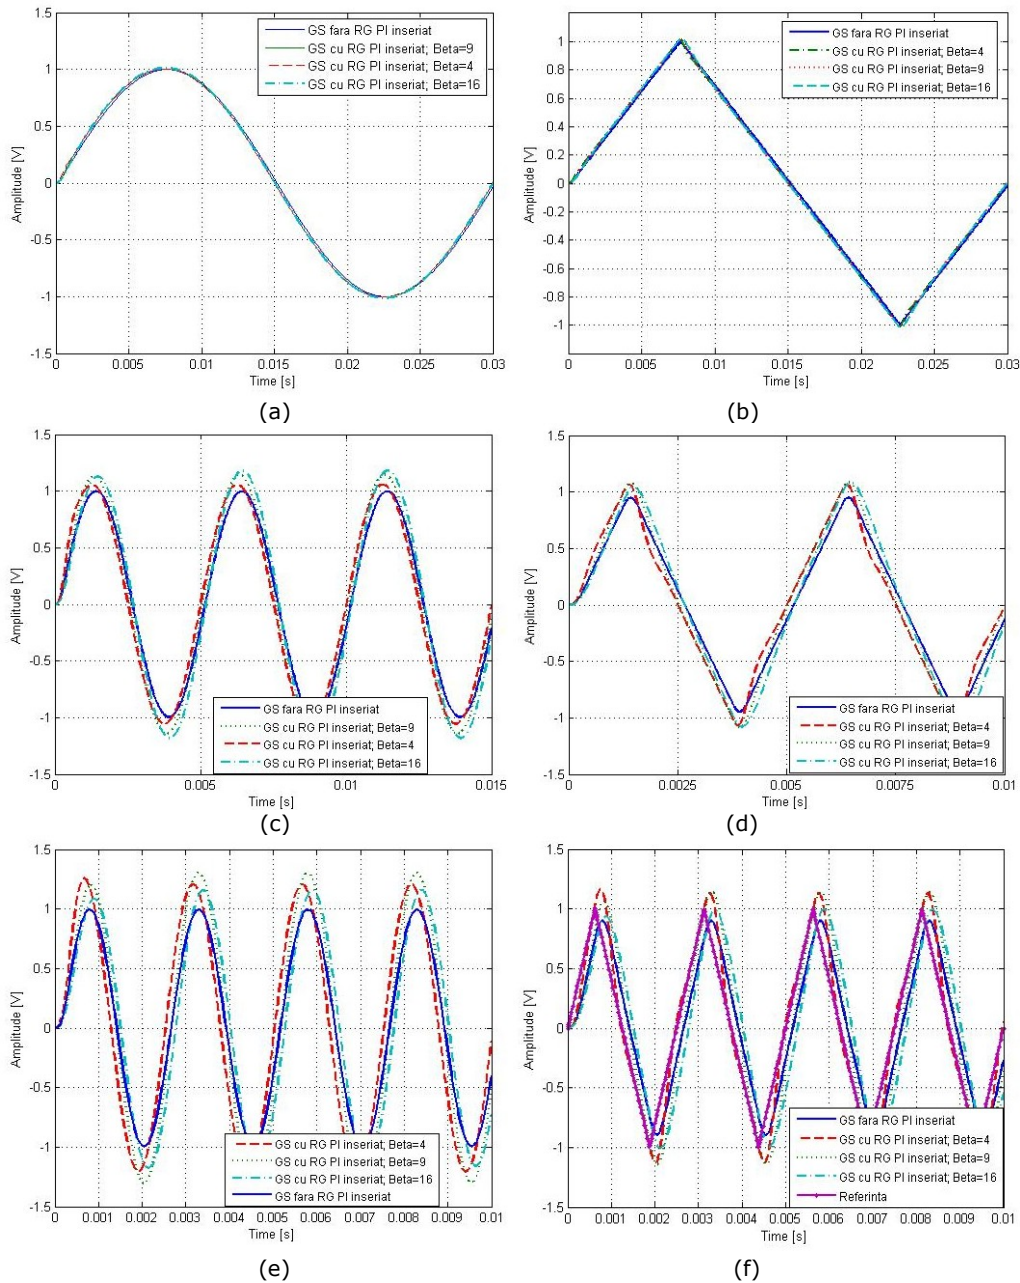 GS fara RG PI inseriat
GS cu RG PI inseriat; Beta=9
GS cu RG PI inseriat; Beta=4
GS cu RG PI inseriat; Beta=16
Amplitude [V]
1.5
1
0.5
0
-0.5
-1
-1.5
0 0.005 0.01 0.015 0.02 0.025 0.03
Time [s]
(a)
GS fara RG PI inseriat
GS cu RG PI inseriat; Beta=4
GS cu RG PI inseriat; Beta=9
GS cu RG PI inseriat; Beta=16
Amplitude [V]
1
0.8
0.6
0.4
0.2
0
-0.2
-0.4
-0.6
-0.8
-1
0 0.005 0.01 0.015 0.02 0.025 0.03
Time [s]
(b)
Amplitude [V]
1.5
1
0.5
0
-0.5
-1
-1.5
GS fara RG PI inseriat
GS cu RG PI inseriat; Beta=9
GS cu RG PI inseriat; Beta=4
GS cu RG PI inseriat; Beta=16
0 0.005 0.01 0.015
Time [s]
(c)
Amplitude [V]
1.5
1
0.5
0
-0.5
-1
-1.5
GS fara RG PI inseriat
GS cu RG PI inseriat; Beta=4
GS cu RG PI inseriat; Beta=9
GS cu RG PI inseriat; Beta=16
0 0.0025 0.005 0.0075 0.01
Time [s]
(d)
Amplitude [V]
1.5
1
0.5
0
-0.5
-1
-1.5
GS cu RG PI inseriat; Beta=4
GS cu RG PI inseriat; Beta=9
GS cu RG PI inseriat; Beta=16
GS fara RG PI inseriat
0 0.001 0.002 0.003 0.004 0.005 0.006 0.007 0.008 0.009 0.01
Time [s]
(e)
Amplitude [V]
1.5
1
0.5
0
-0.5
-1
-1.5
GS fara RG PI inseriat
GS cu RG PI inseriat; Beta=4
GS cu RG PI inseriat; Beta=9
GS cu RG PI inseriat; Beta=16
Referinta
0 0.001 0.002 0.003 0.004 0.005 0.006 0.007 0.008 0.009 0.01
Time [s]
(f)